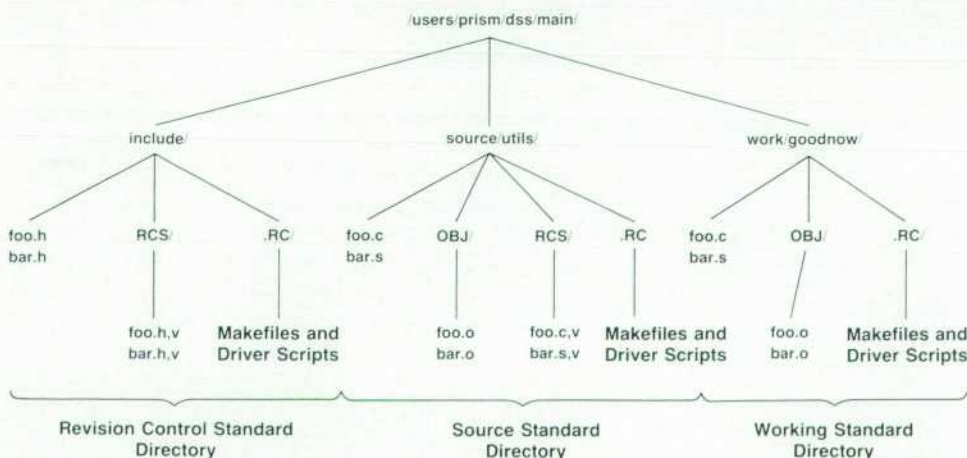 /users/prism/dss/main/
include/ source/utils/ work/goodnow/
foo.h RCS/ .RC/ foo.c OBJ/ RCS/ .RC foo.c OBJ/ .RC/
bar.h bar.s bar.s
foo.h,v Makefiles and foo.o foo.c,v Makefiles and foo.o Makefiles and
bar.h,v Driver Scripts bar.o bar.s,v Driver Scripts bar.o Driver Scripts
Revision Control Standard Source Standard Working Standard
Directory Directory Directory